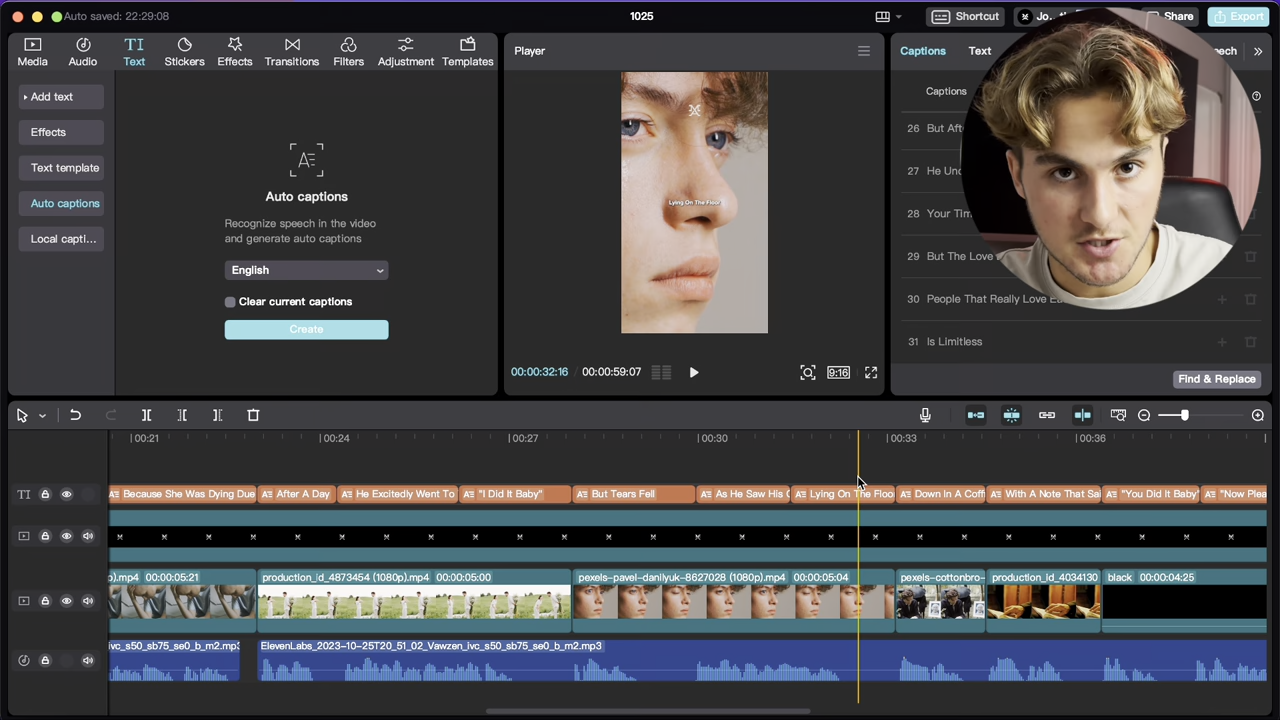 Auto saved: 22:29:08
1025
Shortcut
Jo...
Share
Export
Media
Audio
TI
Text
Stickers
Effects
Transitions
Filters
Adjustment
Templates
Player
Captions
Text
Add text
Effects
Text template
Auto captions
Local capti...
Auto captions
Recognize speech in the video
and generate auto captions
English
Clear current captions
Create
Lying On The Floor
00:00:32:16 / 00:00:59:07
9:16
Captions
26 But Aft
27 He Unc
28 Your Tim
29 But The Love
30 People That Really Love
31 Is Limitless
Find & Replace
00:21
00:24
00:27
00:30
00:33
00:36
Because She Was Dying Due
After A Day
He Excitedly Went To
"I Did It Baby"
But Tears Fell
As He Saw His
Lying On The Floo
Down In A Coff
With A Note That Sai
"You Did It Baby"
"Now Plea
).mp4 00:00:05:21
production_id_4873454 (1080p).mp4 00:00:05:00
pexels-pavel-danilyuk-8627028 (1080p).mp4 00:00:05:04
pexels-cottonbro-
production_id_4034130
black 00:00:04:25
ivc_s50_sb75_se0_b_m2.mp3
ElevenLabs_2023-10-25T20_51_02_Vawzen_ivc_s50_sb75_se0_b_m2.mp3